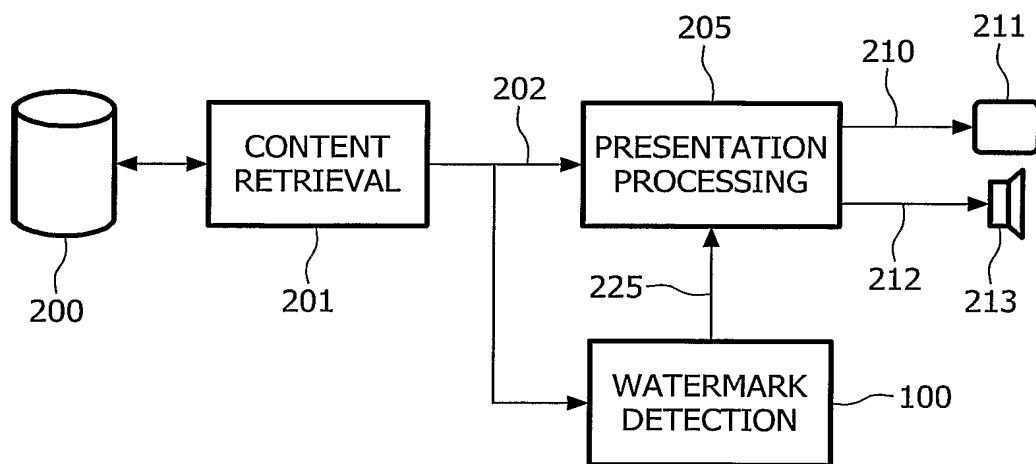 205
210
211
202
CONTENT
RETRIEVAL
PRESENTATION
PROCESSING
200
201
225
212
213
WATERMARK
DETECTION
100